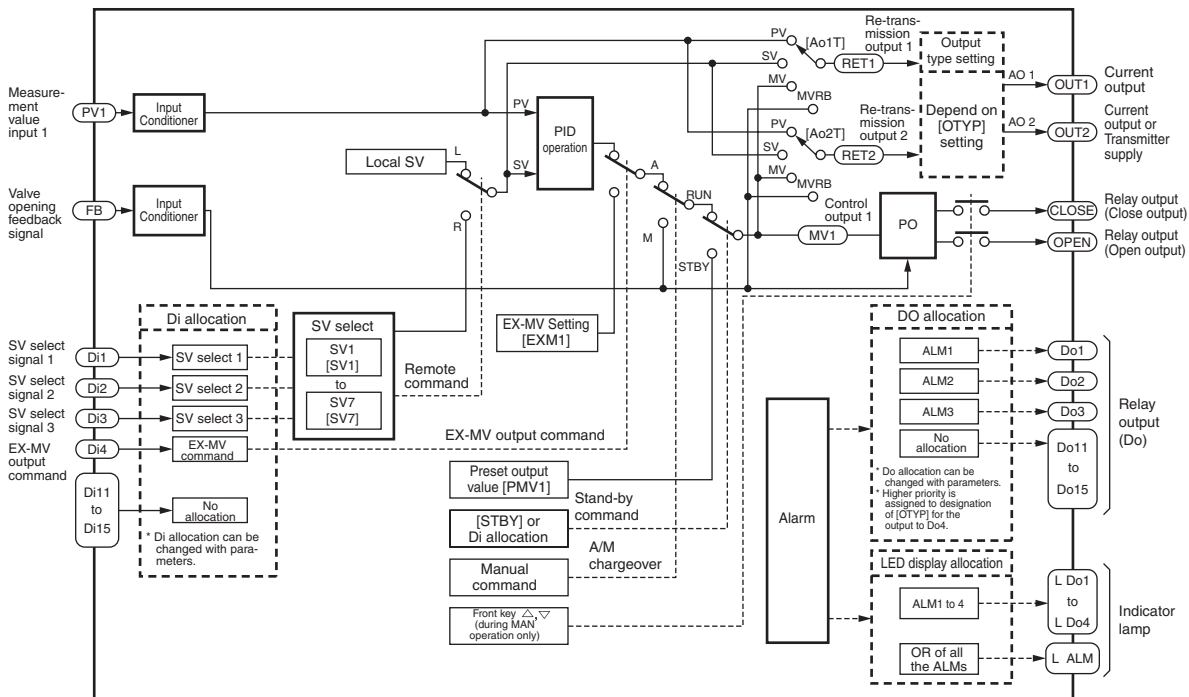 Measure-
ment
value
input 1
PV1
Input
Conditioner
Valve
opening
feedback
signal
FB
Input
Conditioner
Local SV
L
R
PV
SV
PID
operation
A
M
RUN
STBY
PV
SV
MV
MVRB
[Ao1T]
Re-trans-
mission
output 1
RET1
PV
SV
MV
MVRB
[Ao2T]
Re-trans-
mission
output 2
RET2
Output
type setting
Depend on
[OTYP]
setting
AO 1
OUT1
Current
output
AO 2
OUT2
Current
output or
Transmitter
supply
Control
output 1
MV1
PO
CLOSE
Relay output
(Close output)
OPEN
Relay output
(Open output)
SV select
signal 1
Di1
SV select
signal 2
Di2
SV select
signal 3
Di3
EX-MV
output
command
Di4
Di11
to
Di15
Di allocation
SV select 1
SV select 2
SV select 3
EX-MV
command
No
allocation
* Di allocation can be
changed with para-
meters.
SV select
SV1
[SV1]
to
SV7
[SV7]
Remote
command
EX-MV Setting
[EXM1]
EX-MV output command
Preset output
value [PMV1]
Stand-by
command
[STBY] or
Di allocation
A/M
chargeover
Manual
command
Front key △,▽
(during MAN
operation only)
Alarm
DO allocation
ALM1
ALM2
ALM3
No
allocation
* Do allocation can be
changed with parameters.
* Higher priority is
assigned to designation
of [OTYP] for the
output to Do4.
Do1
Do2
Do3
Do11
to
Do15
Relay
output
(Do)
LED display allocation
ALM1 to 4
OR of all
the ALMs
L Do1
to
L Do4
L ALM
Indicator
lamp